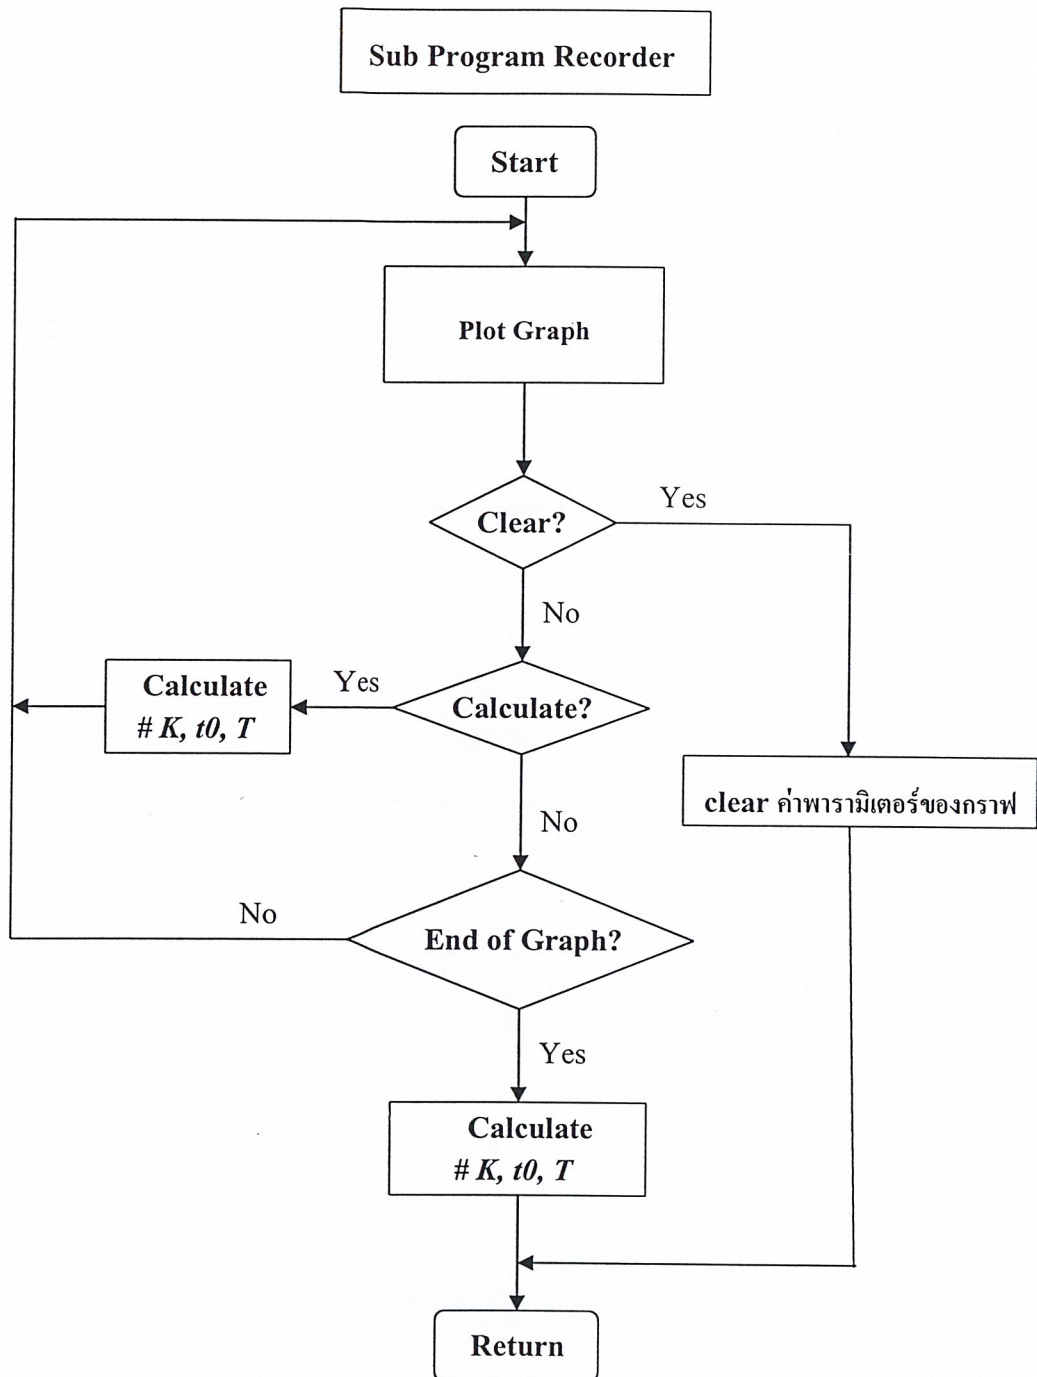 Sub Program Recorder
Start
Plot Graph
Clear?
Yes
No
Calculate
# K, t0, T
Yes
Calculate?
clear ค่าพารามิเตอร์ของกราฟ
No
No
End of Graph?
Yes
Calculate
# K, t0, T
Return